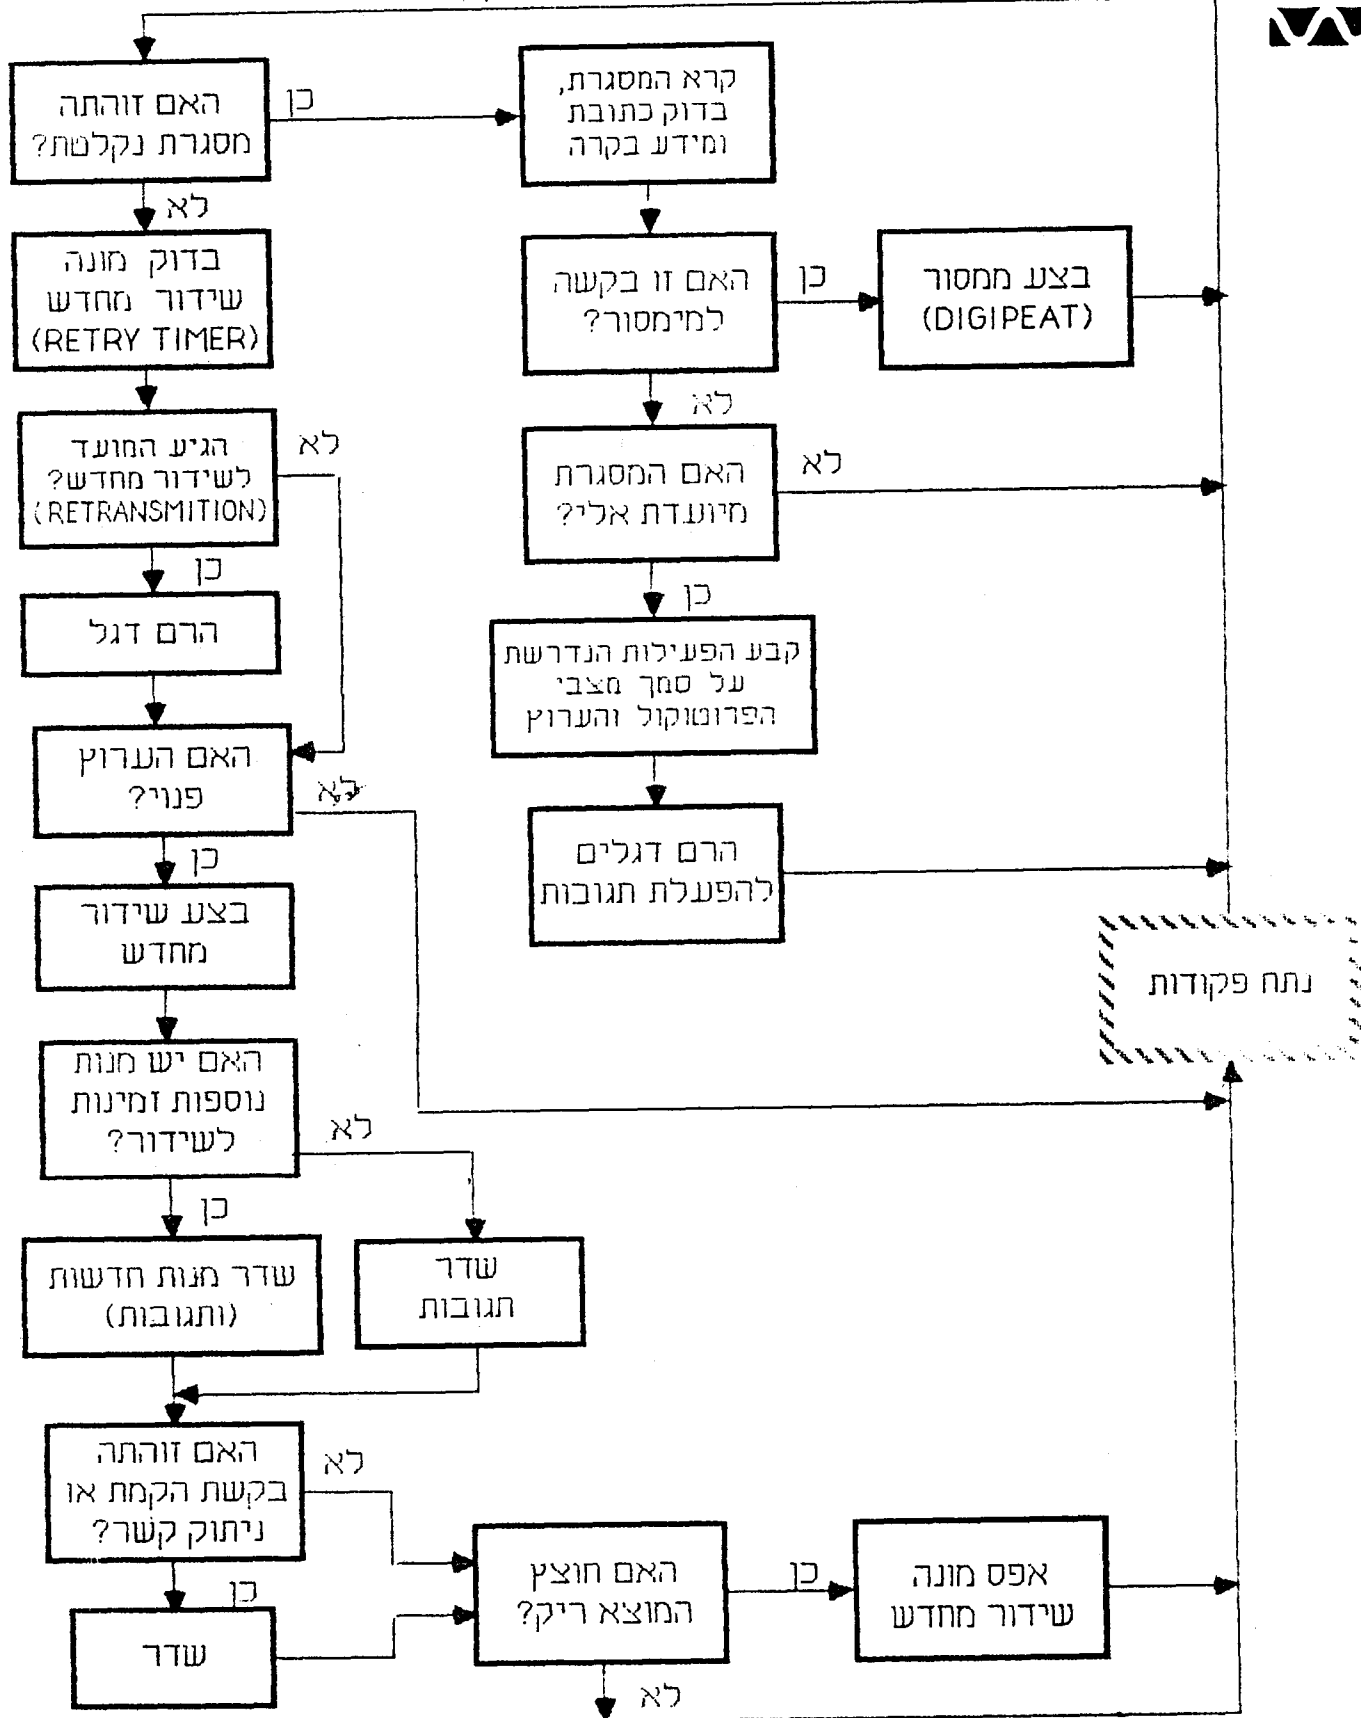 האם זוהתה
מסגרת נקלטת?
כן
לא
קרא המסגרת,
בדוק כתובת
ומידע בקרה
בדוק מונה
שידור מחדש
(RETRY TIMER)
האם זו בקשה
למימסור?
כן
לא
בצע ממסור
(DIGIPEAT)
הגיע המועד
לשידור מחדש?
(RETRANSMITION)
לא
כן
האם המסגרת
מיועדת אלי?
לא
כן
הרם דגל
קבע הפעילות הנדרשת
על סמך מצבי
הפרוטוקול והערוץ
האם הערוץ
פנוי?
לא
כן
הרם דגלים
להפעלת תגובות
בצע שידור
מחדש
נתח פקודות
האם יש מנות
נוספות זמינות
לשידור?
לא
כן
שדר מנות חדשות
(ותגובות)
שדר
תגובות
האם זוהתה
בקשת הקמת או
ניתוק קשר?
לא
כן
שדר
האם חוצץ
המוצא ריק?
כן
לא
אפס מונה
שידור מחדש